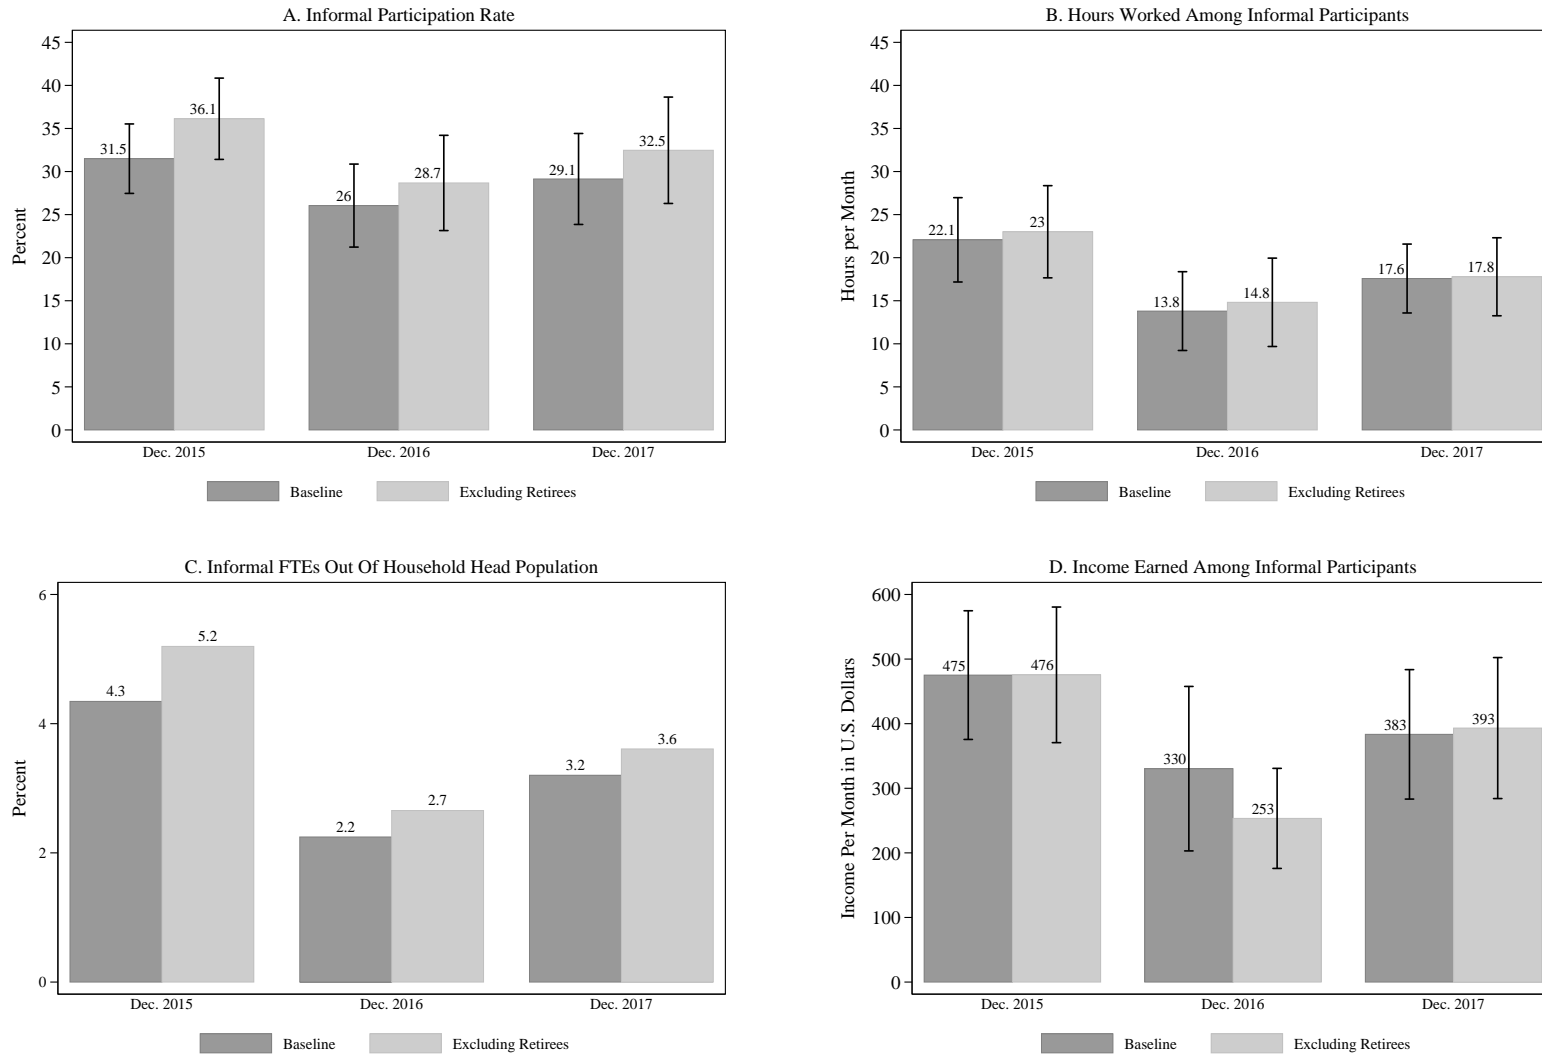 A. Informal Participation Rate
45
40
35
30
25
20
15
10
5
0
Percent
31.5
36.1
26
28.7
29.1
32.5
Dec. 2015
Dec. 2016
Dec. 2017
Baseline
Excluding Retirees
B. Hours Worked Among Informal Participants
45
40
35
30
25
20
15
10
5
0
Hours per Month
22.1
23
13.8
14.8
17.6
17.8
Dec. 2015
Dec. 2016
Dec. 2017
Baseline
Excluding Retirees
C. Informal FTEs Out Of Household Head Population
6
4
2
0
Percent
4.3
5.2
2.2
2.7
3.2
3.6
Dec. 2015
Dec. 2016
Dec. 2017
Baseline
Excluding Retirees
D. Income Earned Among Informal Participants
600
500
400
300
200
100
0
Income Per Month in U.S. Dollars
475
476
330
253
383
393
Dec. 2015
Dec. 2016
Dec. 2017
Baseline
Excluding Retirees